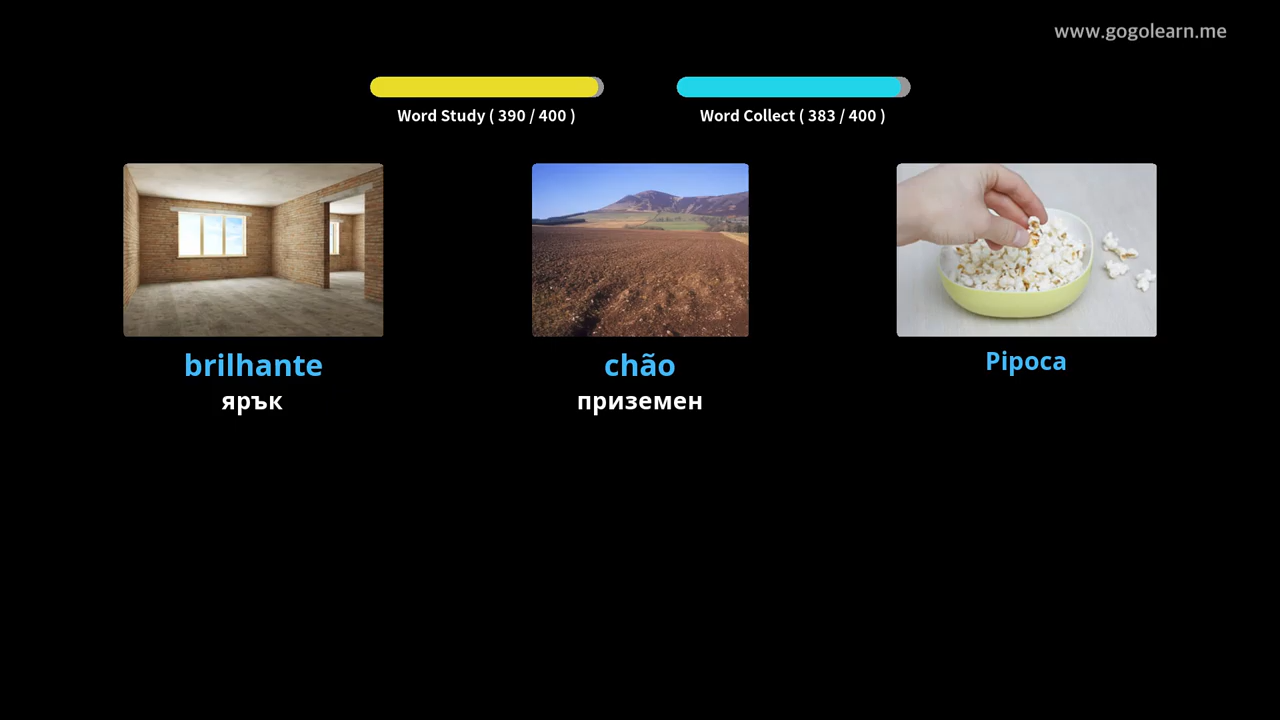 www.gogolearn.me
Word Study ( 390 / 400 )
Word Collect ( 383 / 400 )
brilhante
ярък
chão
приземен
Pipoca